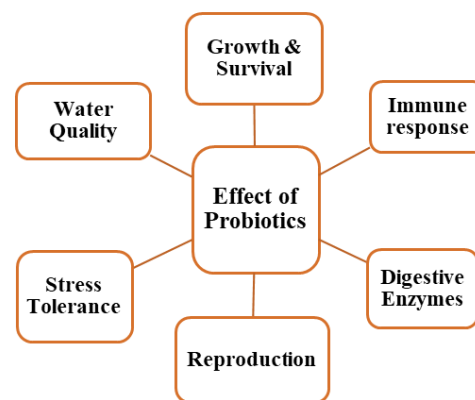 Growth &
Survival
Water
Quality
Immune
response
Effect of
Probiotics
Stress
Tolerance
Digestive
Enzymes
Reproduction